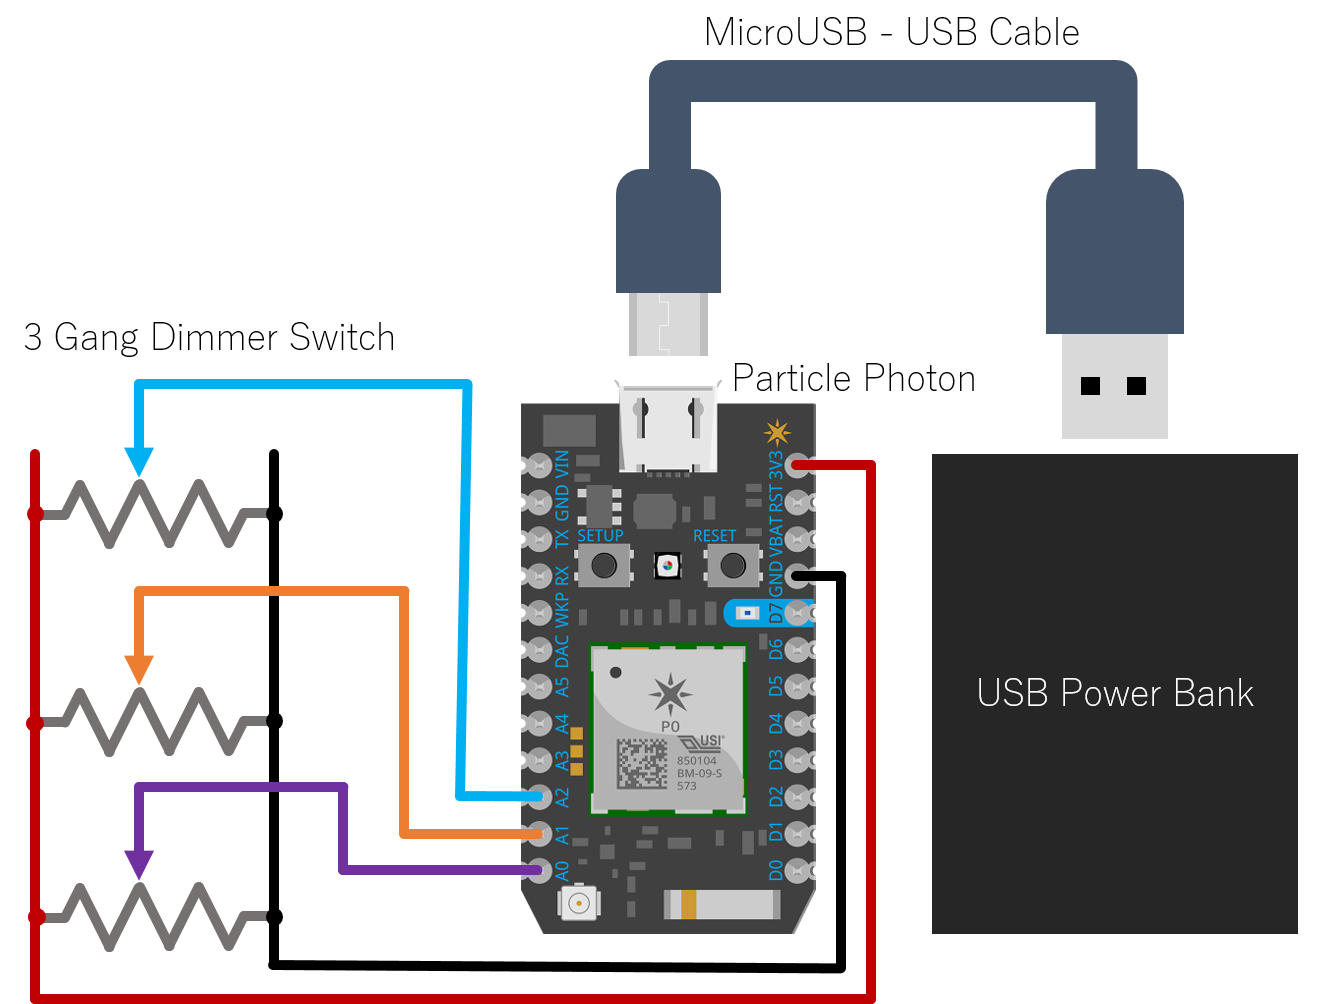 MicroUSB - USB Cable
3 Gang Dimmer Switch
Particle Photon
VIN
GND
TX
RX
WKP
DAC
A5
A4
A3
A2
A1
A0
SETUP
RESET
3V3
RST
VBAT
GND
D7
D6
D5
D4
D3
D2
D1
D0
P0
USI
850104
BM-09-S
573
USB Power Bank